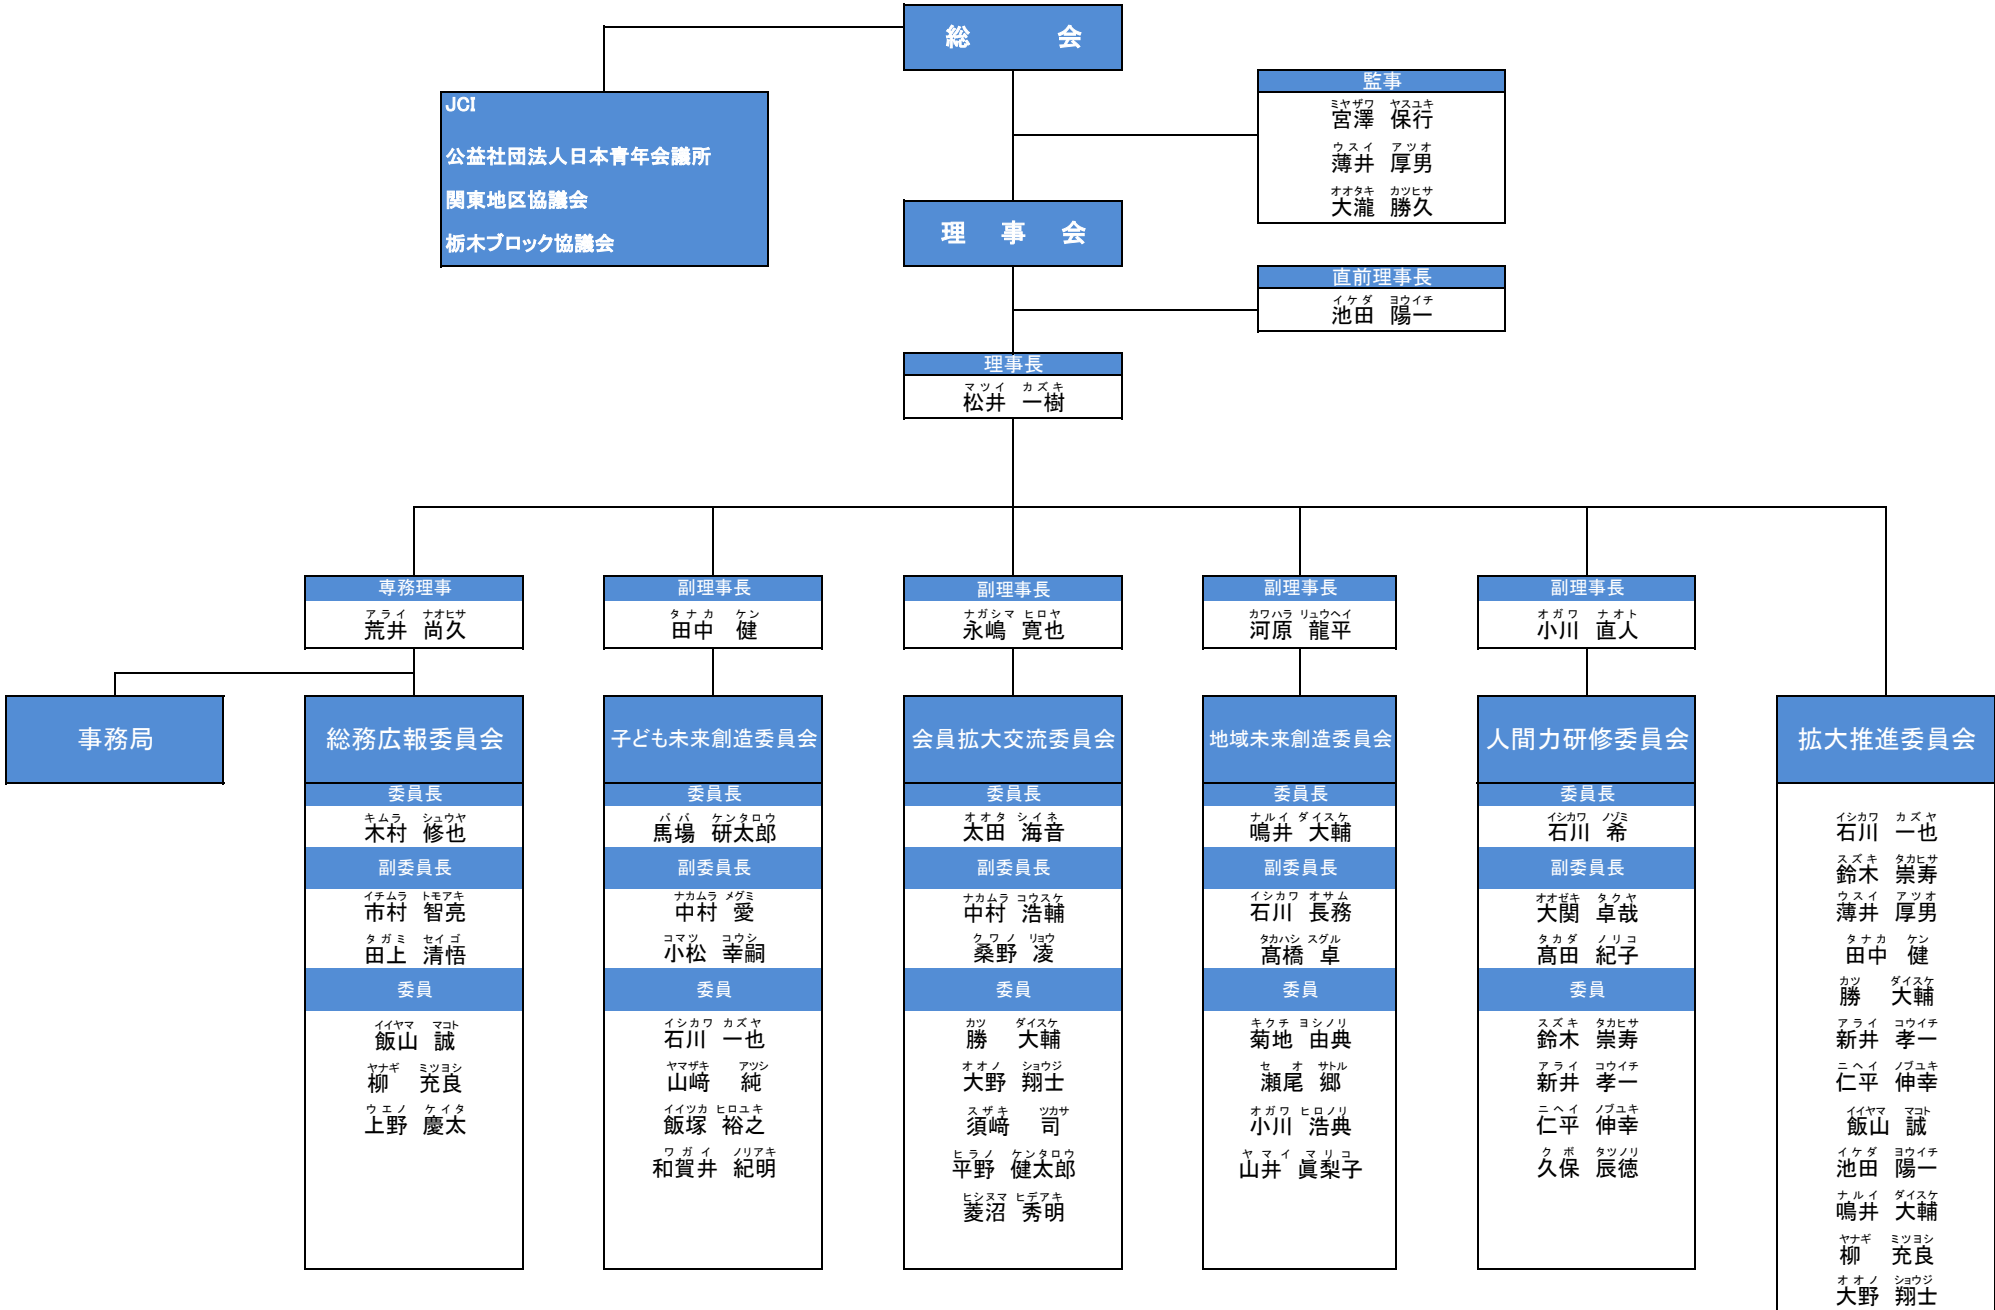 総 会
JCI
公益社団法人日本青年会議所
関東地区協議会
栃木ブロック協議会
監事
ミヤザワ ヤスユキ
宮澤 保行
ウスイ アツオ
薄井 厚男
オオタキ カツヒサ
大瀧 勝久
理 事 会
直前理事長
イケダ ヨウイチ
池田 陽一
理事長
マツイ カズキ
松井 一樹
専務理事
アライ ナオヒサ
荒井 尚久
副理事長
タナカ ケン
田中 健
副理事長
ナガシマ ヒロヤ
永嶋 寛也
副理事長
カワハラ リュウヘイ
河原 龍平
副理事長
オガワ ナオト
小川 直人
事務局
総務広報委員会
委員長
キムラ シュウヤ
木村 修也
副委員長
イチムラ トモアキ
市村 智亮
タガミ セイゴ
田上 清悟
委員
イイヤマ マコト
飯山 誠
ヤナギ ミツヨシ
柳 充良
ウエノ ケイタ
上野 慶太
子ども未来創造委員会
委員長
ババ ケンタロウ
馬場 研太郎
副委員長
ナカムラ メグミ
中村 愛
コマツ コウシ
小松 幸嗣
委員
イシカワ カズヤ
石川 一也
ヤマザキ アツシ
山﨑 純
イイツカ ヒロユキ
飯塚 裕之
ワガイ ノリアキ
和賀井 紀明
会員拡大交流委員会
委員長
オオタ シイネ
太田 海音
副委員長
ナカムラ コウスケ
中村 浩輔
クワノ リョウ
桑野 凌
委員
カツ ダイスケ
勝 大輔
オオノ ショウジ
大野 翔士
スザキ ツカサ
須﨑 司
ヒラノ ケンタロウ
平野 健太郎
ヒシヌマ ヒデアキ
菱沼 秀明
地域未来創造委員会
委員長
ナルイ ダイスケ
鳴井 大輔
副委員長
イシカワ オサム
石川 長務
タカハシ スグル
髙橋 卓
委員
キクチ ヨシノリ
菊地 由典
セオ サトル
瀬尾 郷
オガワ ヒロノリ
小川 浩典
ヤマイ マリコ
山井 眞梨子
人間力研修委員会
委員長
イシカワ ノゾミ
石川 希
副委員長
オオゼキ タクヤ
大関 卓哉
タカダ ノリコ
髙田 紀子
委員
スズキ タカヒサ
鈴木 崇寿
アライ コウイチ
新井 孝一
ニヘイ ノブユキ
仁平 伸幸
クボ タツノリ
久保 辰徳
拡大推進委員会
イシカワ カズヤ
石川 一也
スズキ タカヒサ
鈴木 崇寿
ウスイ アツオ
薄井 厚男
タナカ ケン
田中 健
カツ ダイスケ
勝 大輔
アライ コウイチ
新井 孝一
ニヘイ ノブユキ
仁平 伸幸
イイヤマ マコト
飯山 誠
イケダ ヨウイチ
池田 陽一
ナルイ ダイスケ
鳴井 大輔
ヤナギ ミツヨシ
柳 充良
オオノ ショウジ
大野 翔士